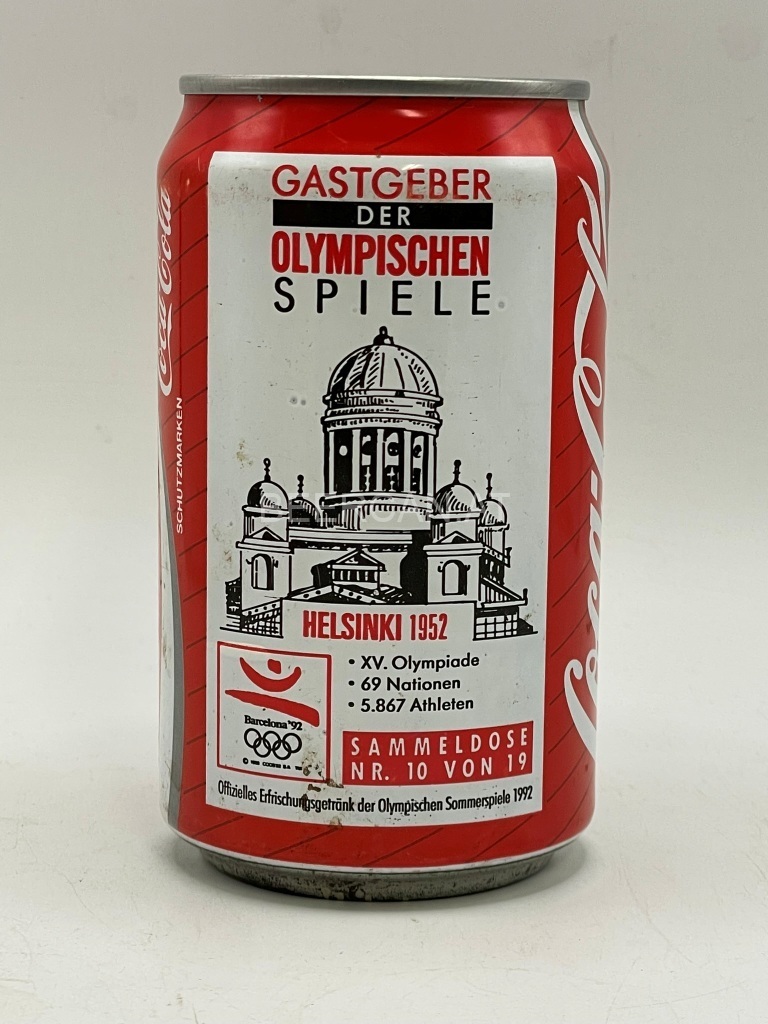 GASTGEBER
DER
OLYMPISCHEN
SPIELE
Coca-Cola
SCHUTZMARKEN
Coca-Cola
HELSINKI 1952
• XV. Olympiade
• 69 Nationen
• 5.867 Athleten
Barcelona'92
SAMMELDOSE
NR. 10 VON 19
Offizielles Erfrischungsgetränk der Olympischen Sommerspiele 1992